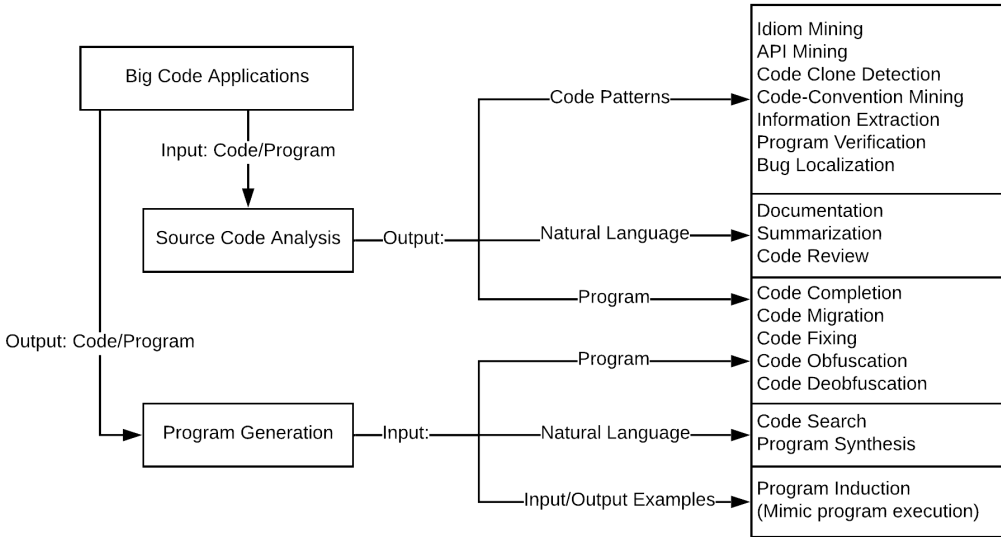 Big Code Applications
Input: Code/Program
Source Code Analysis
Output:
Code Patterns
Natural Language
Program
Idiom Mining
API Mining
Code Clone Detection
Code-Convention Mining
Information Extraction
Program Verification
Bug Localization
Documentation
Summarization
Code Review
Code Completion
Code Migration
Code Fixing
Code Obfuscation
Code Deobfuscation
Output: Code/Program
Program Generation
Input:
Program
Natural Language
Input/Output Examples
Code Search
Program Synthesis
Program Induction
(Mimic program execution)